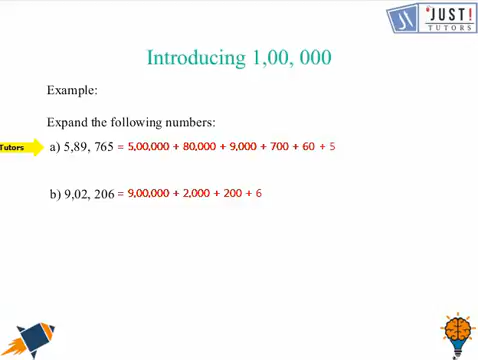 'JUST!
TUTORS
Introducing 1,00, 000
Example:
Expand the following numbers:
Tutors
a) 5,89, 765 = 5,00,000 + 80,000 + 9,000 + 700 + 60 + 5
b) 9,02, 206 = 9,00,000 + 2,000 + 200 + 6